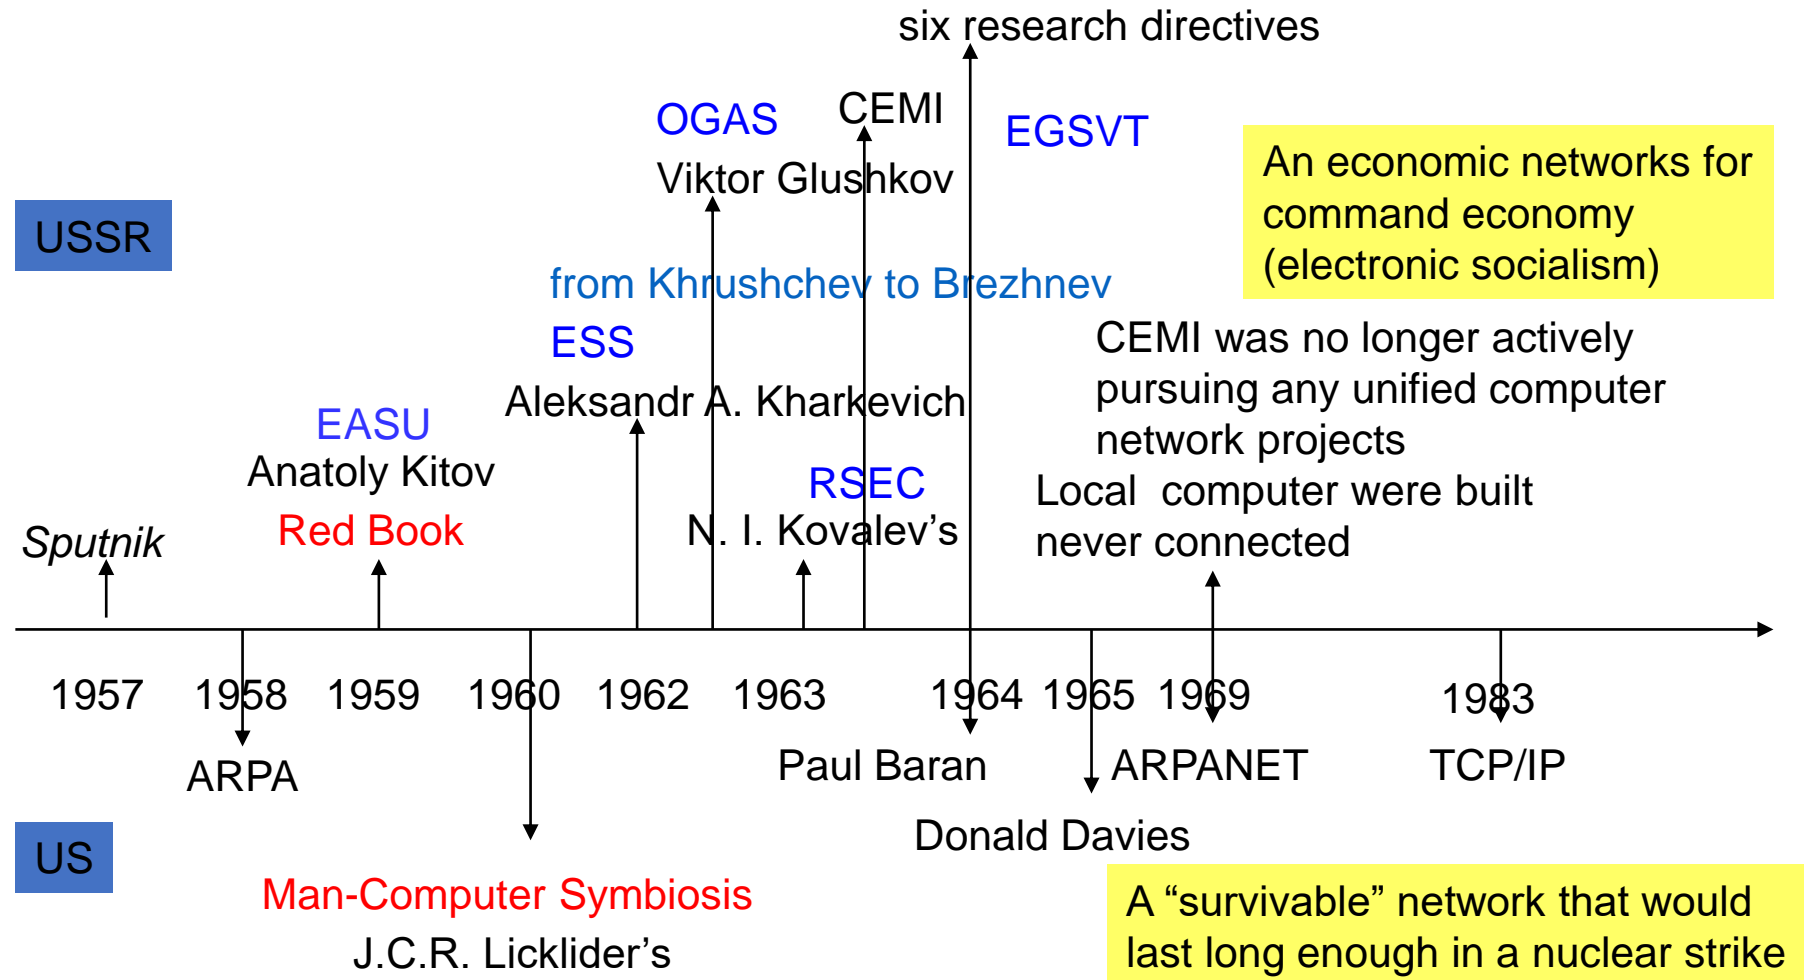 six research directives
OGAS
CEMI
EGSVT
Viktor Glushkov
An economic networks for
command economy
(electronic socialism)
USSR
from Khrushchev to Brezhnev
ESS
Aleksandr A. Kharkevich
CEMI was no longer actively
pursuing any unified computer
network projects
EASU
Anatoly Kitov
Red Book
RSEC
N. I. Kovalev’s
Local computer were built
never connected
Sputnik
1957 1958 1959 1960 1962 1963 1964 1965 1969 1983
ARPA
Paul Baran
ARPANET
TCP/IP
Donald Davies
US
Man-Computer Symbiosis
J.C.R. Licklider’s
A “survivable” network that would
last long enough in a nuclear strike